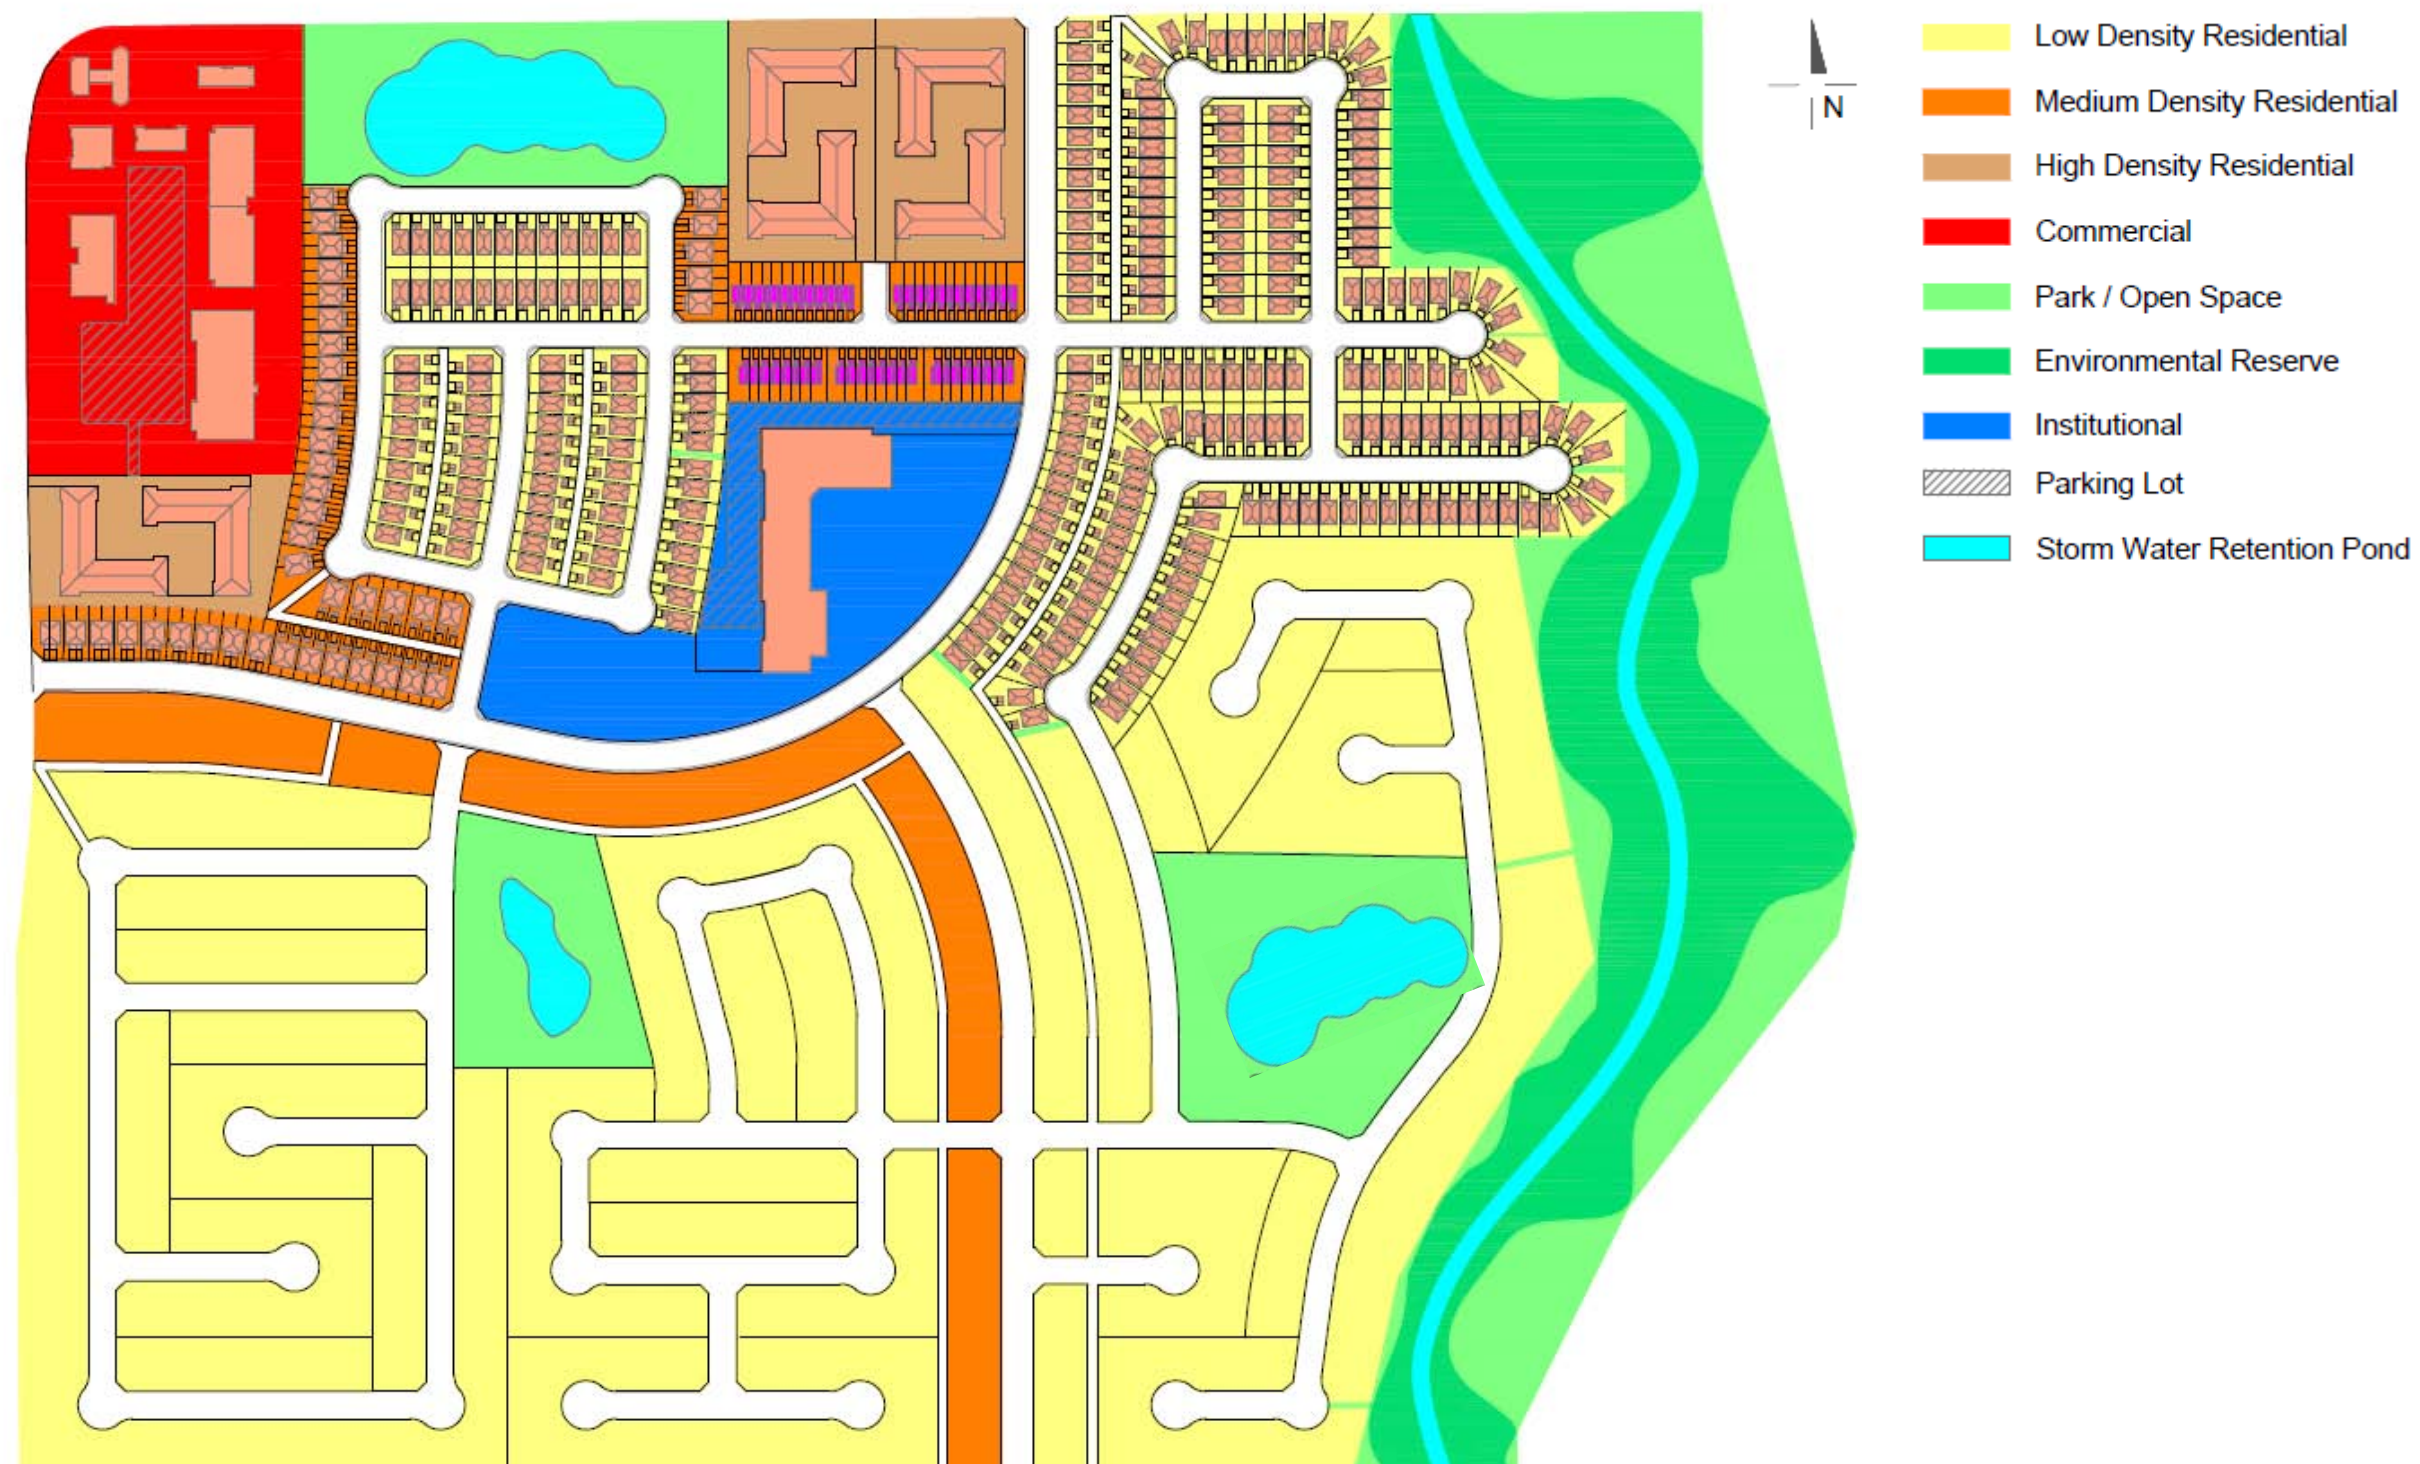 N
Low Density Residential
Medium Density Residential
High Density Residential
Commercial
Park / Open Space
Environmental Reserve
Institutional
Parking Lot
Storm Water Retention Pond